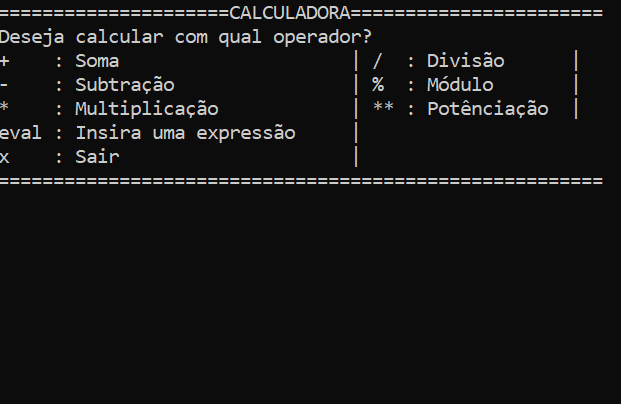 =====================CALCULADORA=======================
Deseja calcular com qual operador?
+    : Soma                     | /  : Divisão      |
-    : Subtração                | %  : Módulo       |
*    : Multiplicação            | ** : Potênciação  |
eval : Insira uma expressão     |
x    : Sair                     |
=======================================================